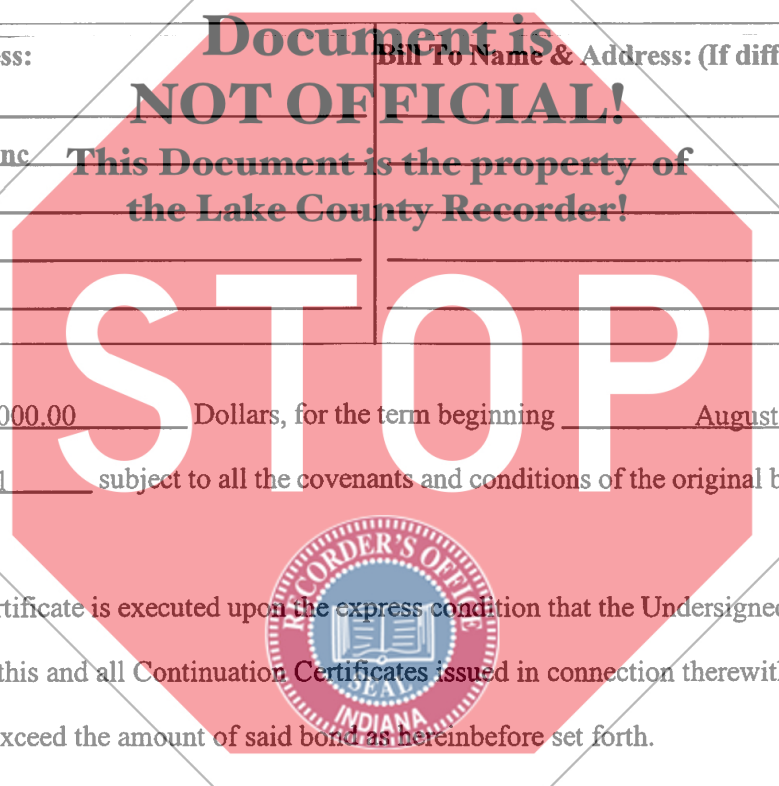 Document is
ss:
Bill To Name & Address: (If diff
NOT OFFICIAL!
nc
This Document is the property of
the Lake County Recorder!
STOP
000.00 Dollars, for the term beginning August
1 subject to all the covenants and conditions of the original b
RECORDER'S OFFICE
rtificate is executed upon the express condition that the Undersigned
this and all Continuation Certificates issued in connection therewith
SEAL
INDIANA
xceed the amount of said bond as hereinbefore set forth.